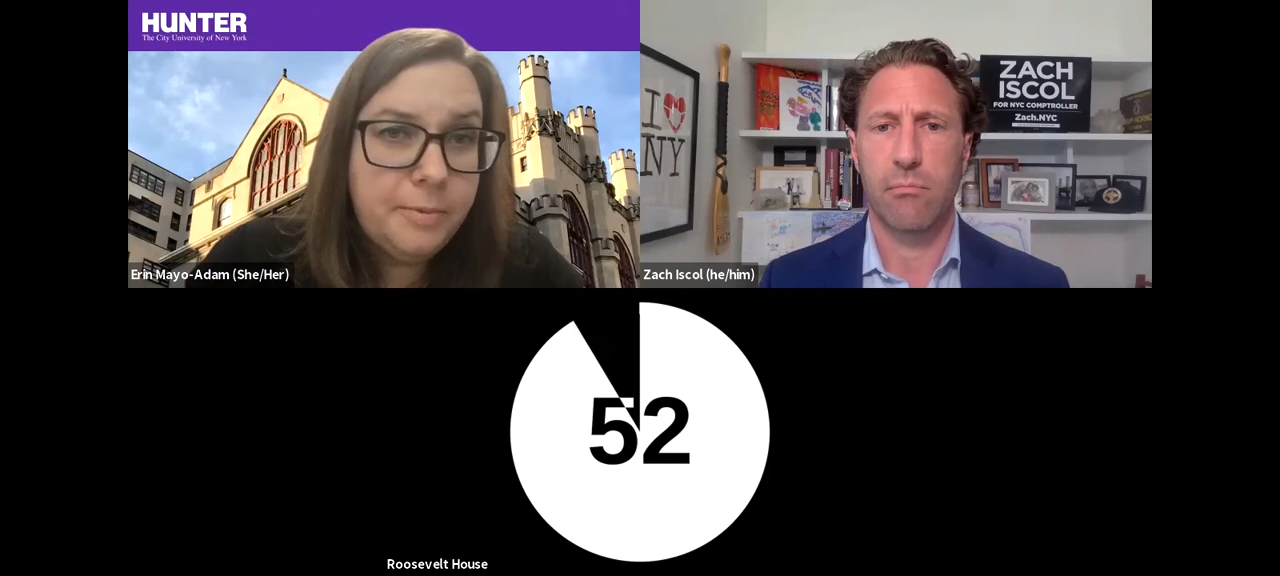 HUNTER
The City University of New York
I
NY
ZACH
ISCOL
FOR NYC COMPTROLLER
Zach.NYC
Erin Mayo-Adam (She/Her)
Zach Iscol (he/him)
52
Roosevelt House